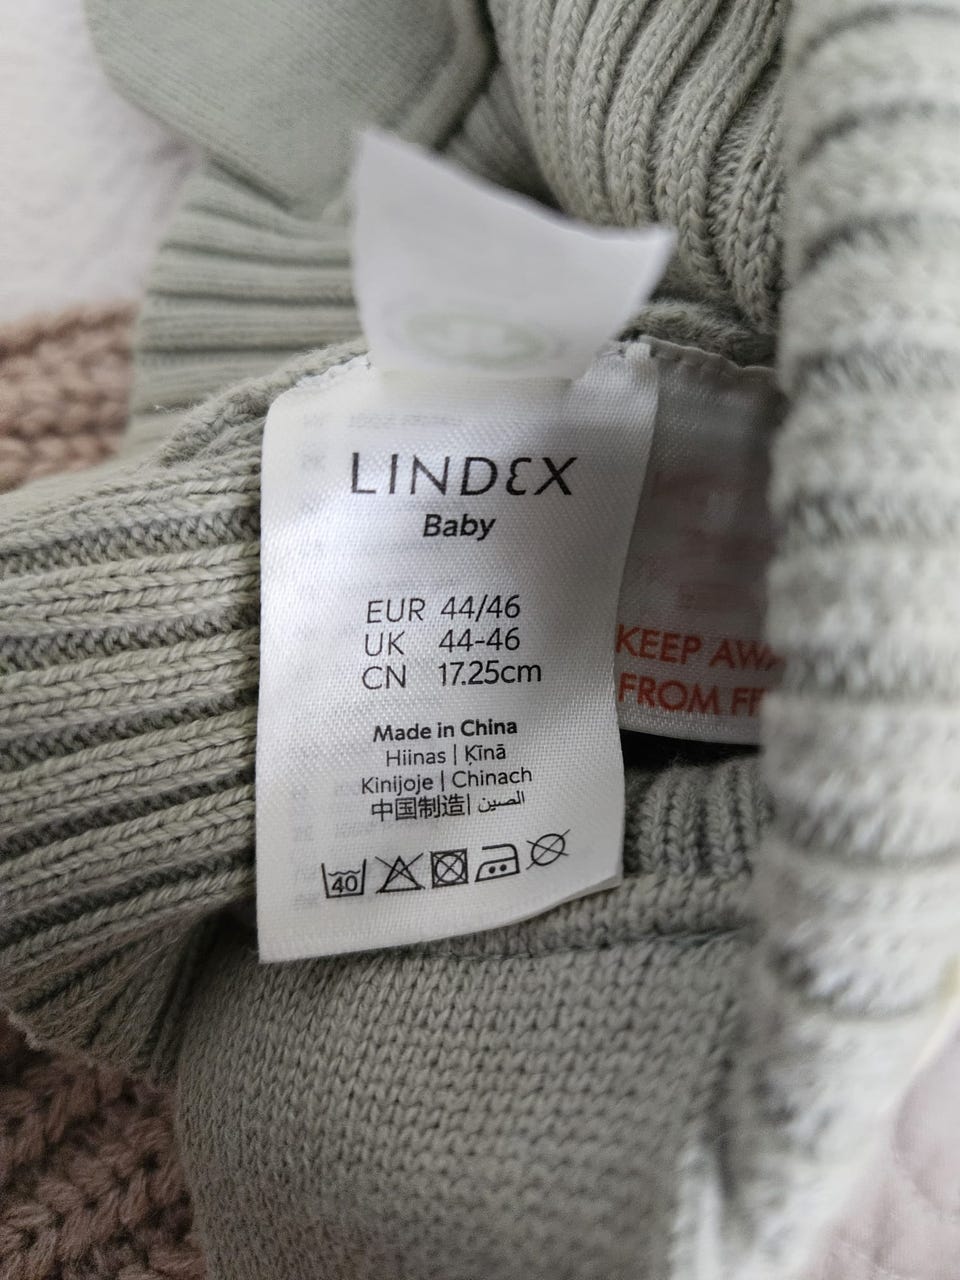 LINDEX
Baby
EUR 44/46
UK 44-46
CN 17.25cm
Made in China
Hiinas | Ķīnā
Kinijoje | Chinach
中国制造 | الصين
40
KEEP AWA
FROM